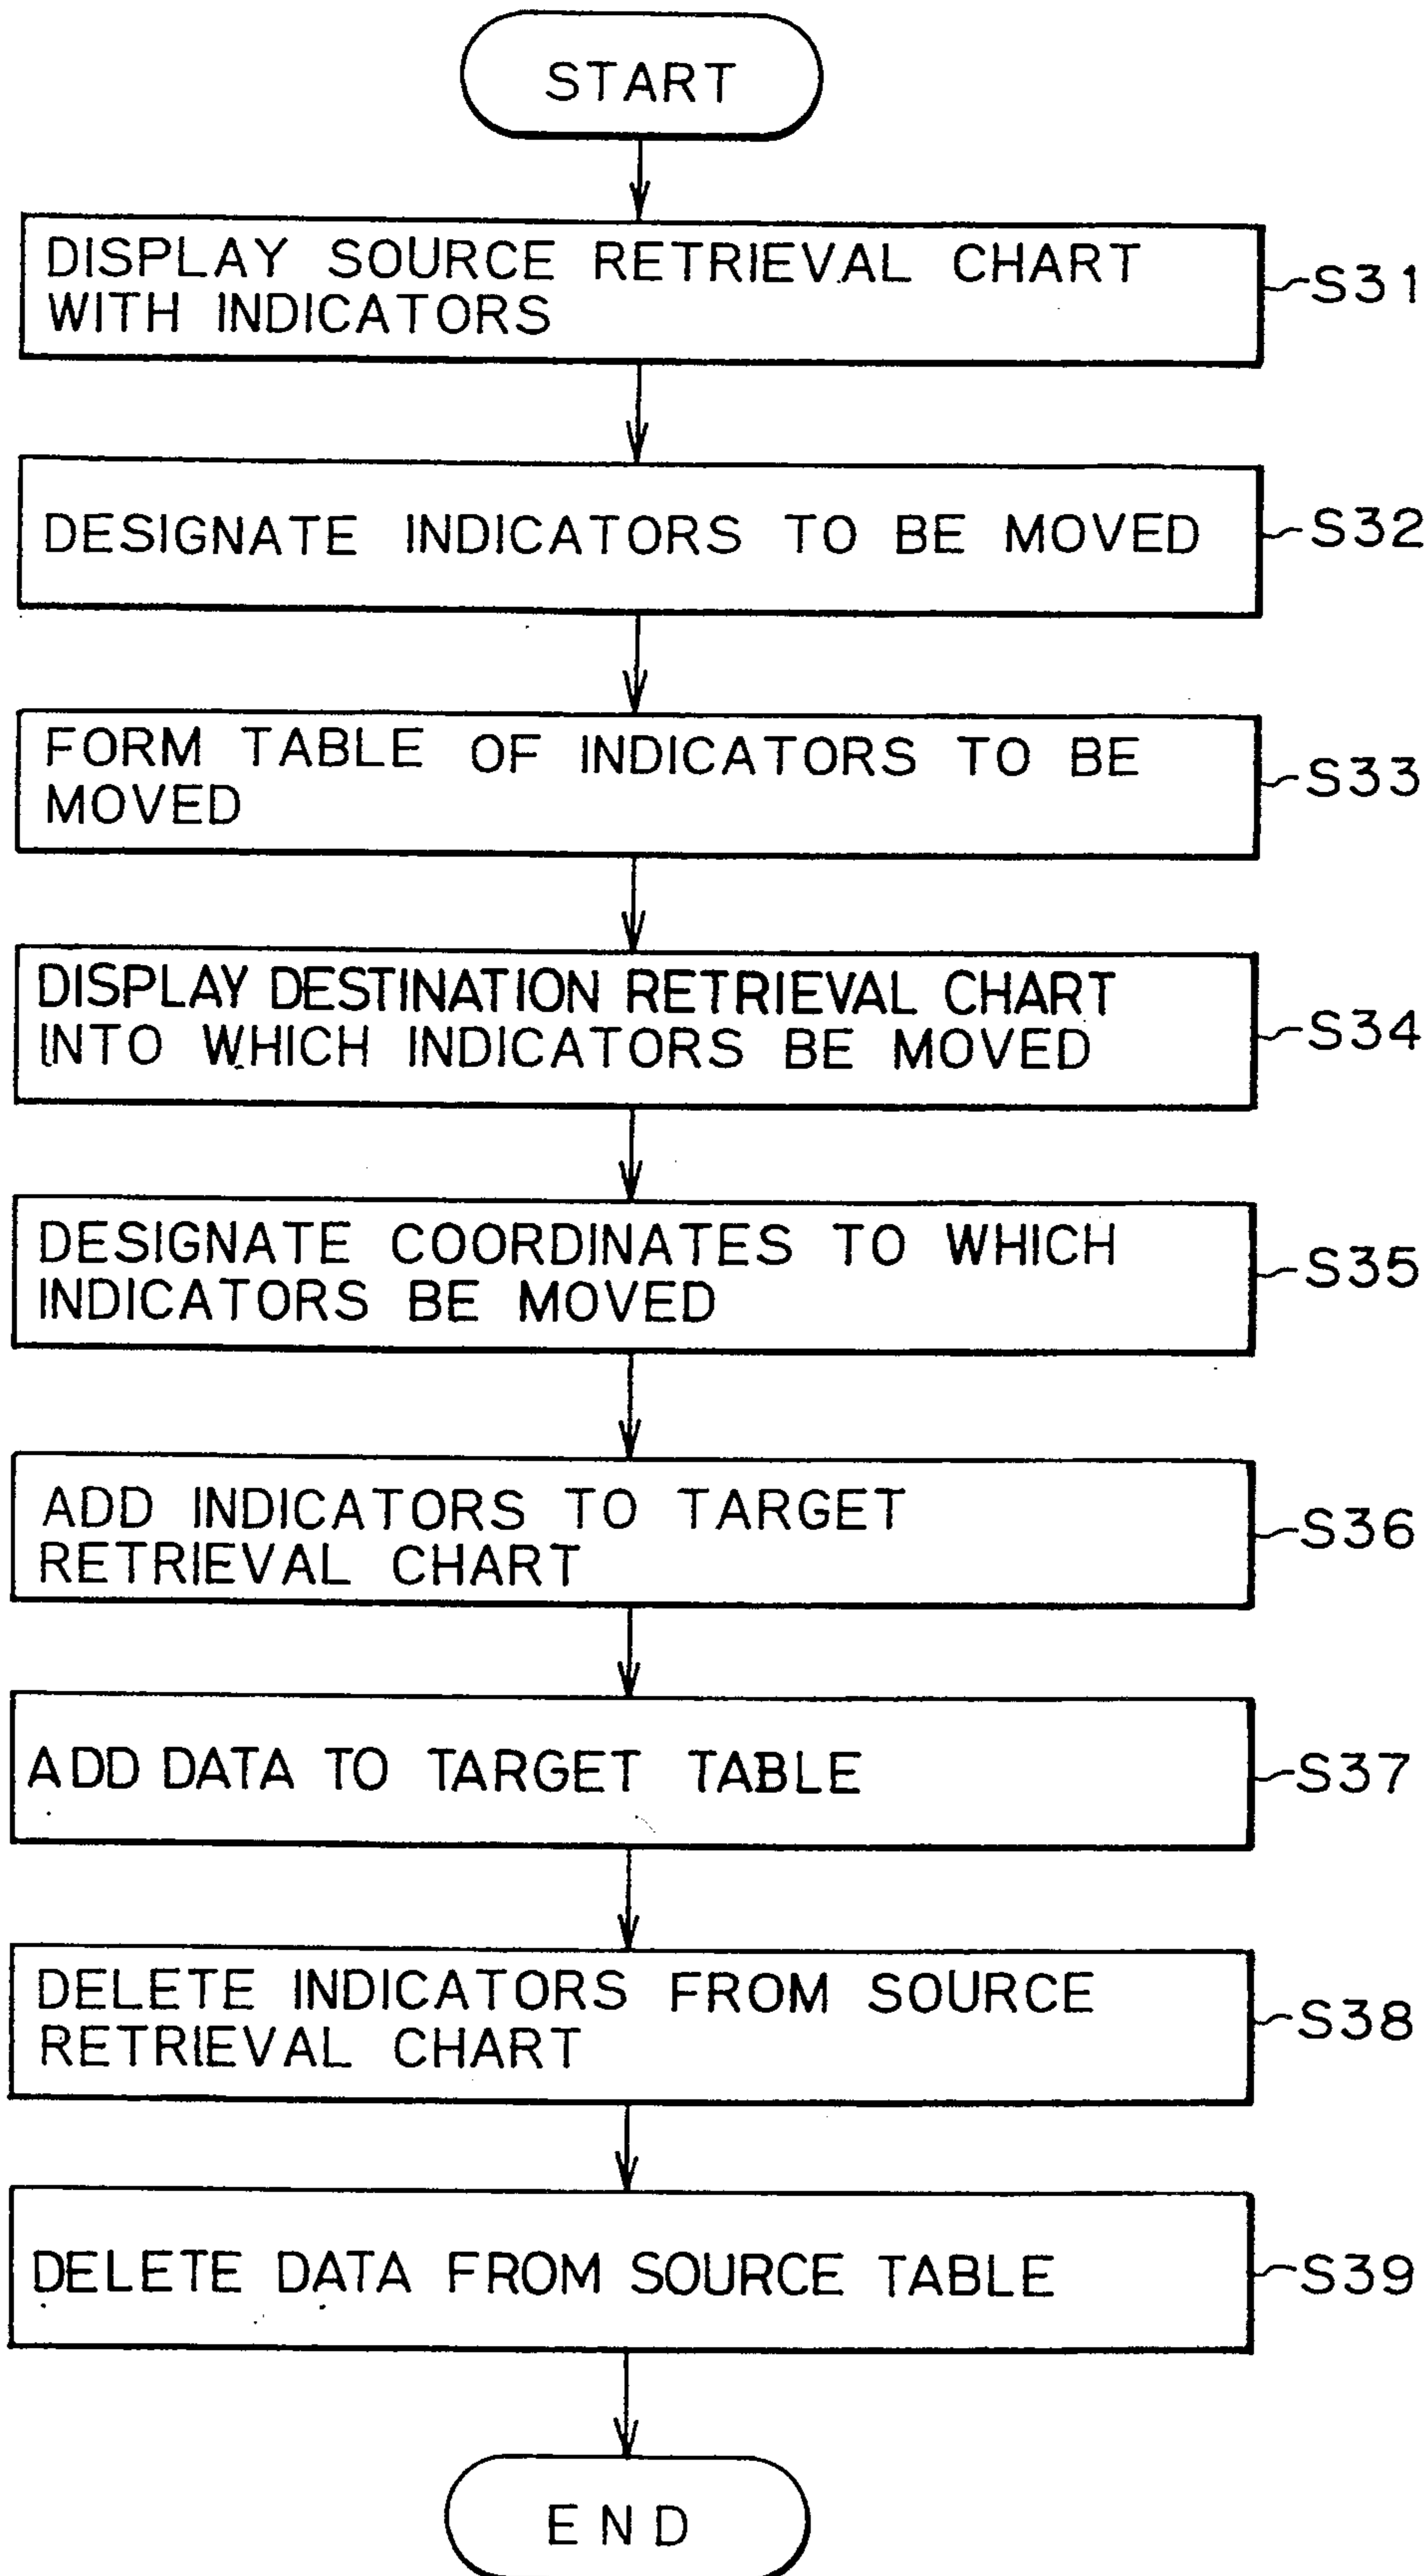 START
DISPLAY SOURCE RETRIEVAL CHART
WITH INDICATORS
S31
DESIGNATE INDICATORS TO BE MOVED
S32
FORM TABLE OF INDICATORS TO BE
MOVED
S33
DISPLAY DESTINATION RETRIEVAL CHART
INTO WHICH INDICATORS BE MOVED
S34
DESIGNATE COORDINATES TO WHICH
INDICATORS BE MOVED
S35
ADD INDICATORS TO TARGET
RETRIEVAL CHART
S36
ADD DATA TO TARGET TABLE
S37
DELETE INDICATORS FROM SOURCE
RETRIEVAL CHART
S38
DELETE DATA FROM SOURCE TABLE
S39
END